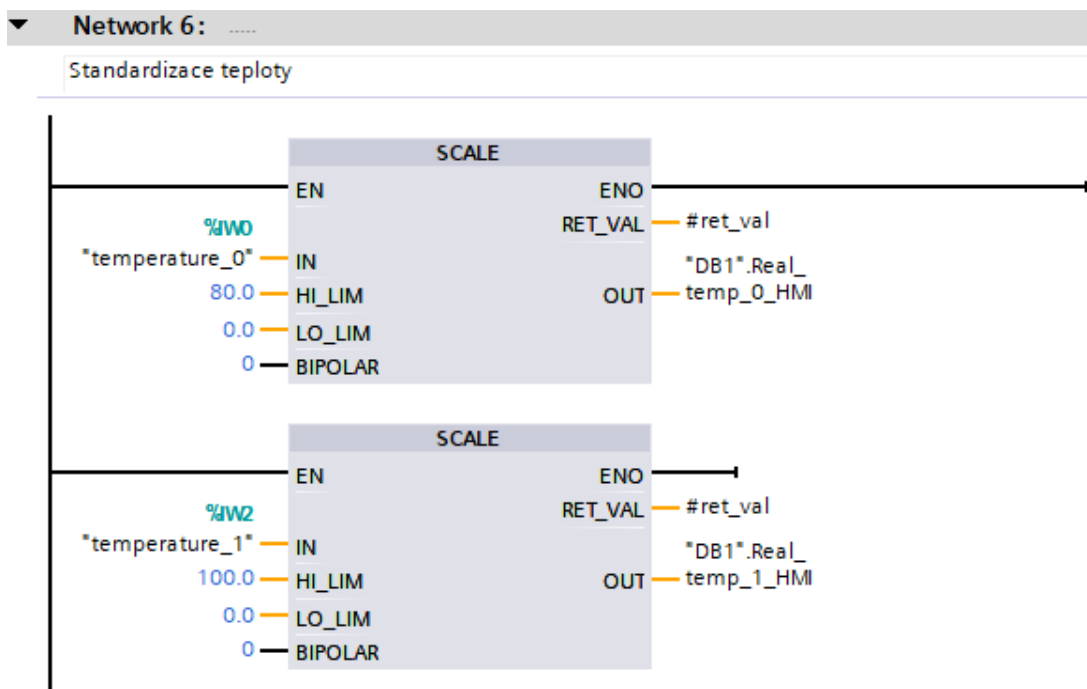 Network 6: .....
Standardizace teploty
SCALE
EN ENO
%IW0 RET_VAL #ret_val
"temperature_0" IN "DB1".Real_
80.0 HI_LIM OUT temp_0_HMI
0.0 LO_LIM
0 BIPOLAR
SCALE
EN ENO
%IW2 RET_VAL #ret_val
"temperature_1" IN "DB1".Real_
100.0 HI_LIM OUT temp_1_HMI
0.0 LO_LIM
0 BIPOLAR